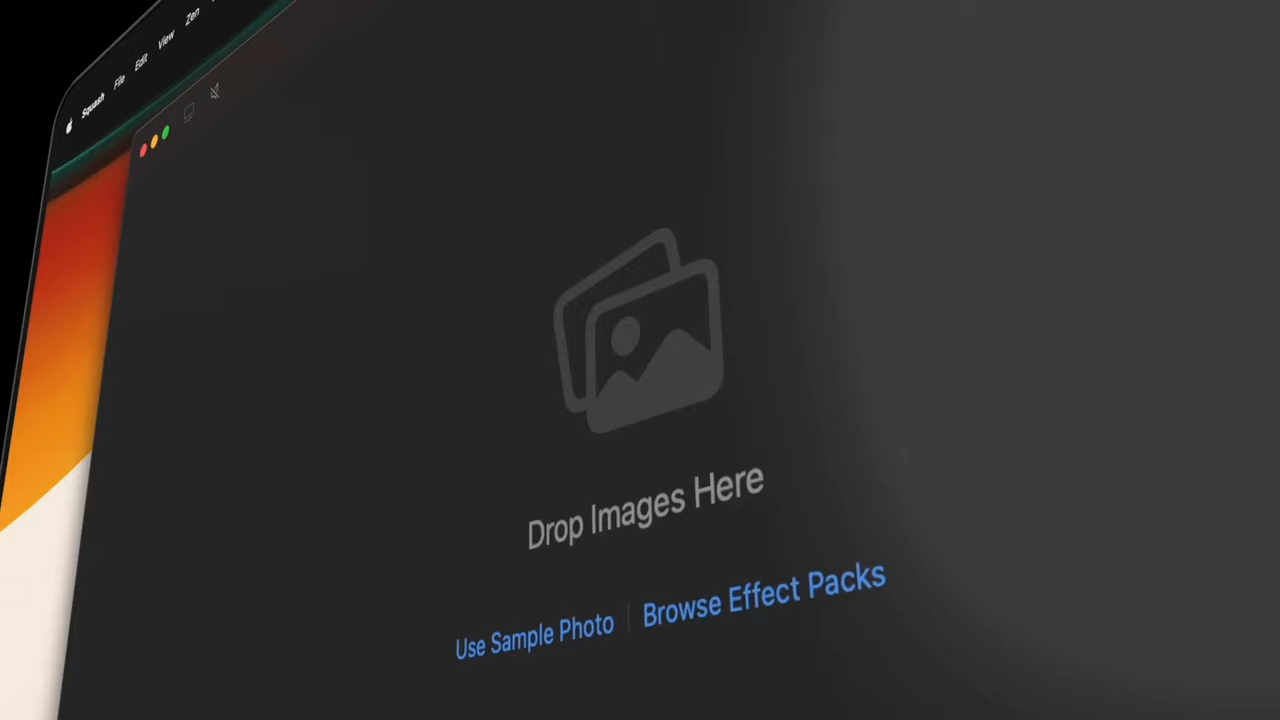 Squash File Edit View Zen
Drop Images Here
Use Sample Photo
Browse Effect Packs